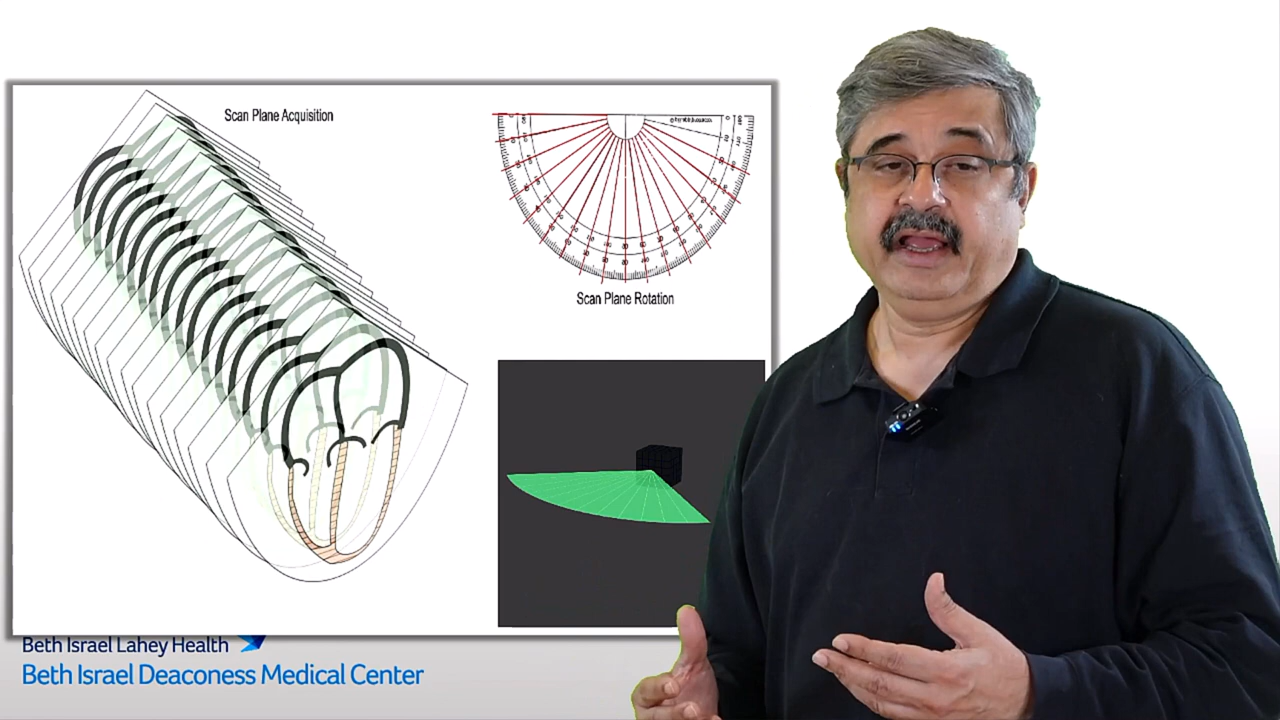 Scan Plane Acquisition
Scan Plane Rotation
Beth Israel Lahey Health
Beth Israel Deaconess Medical Center